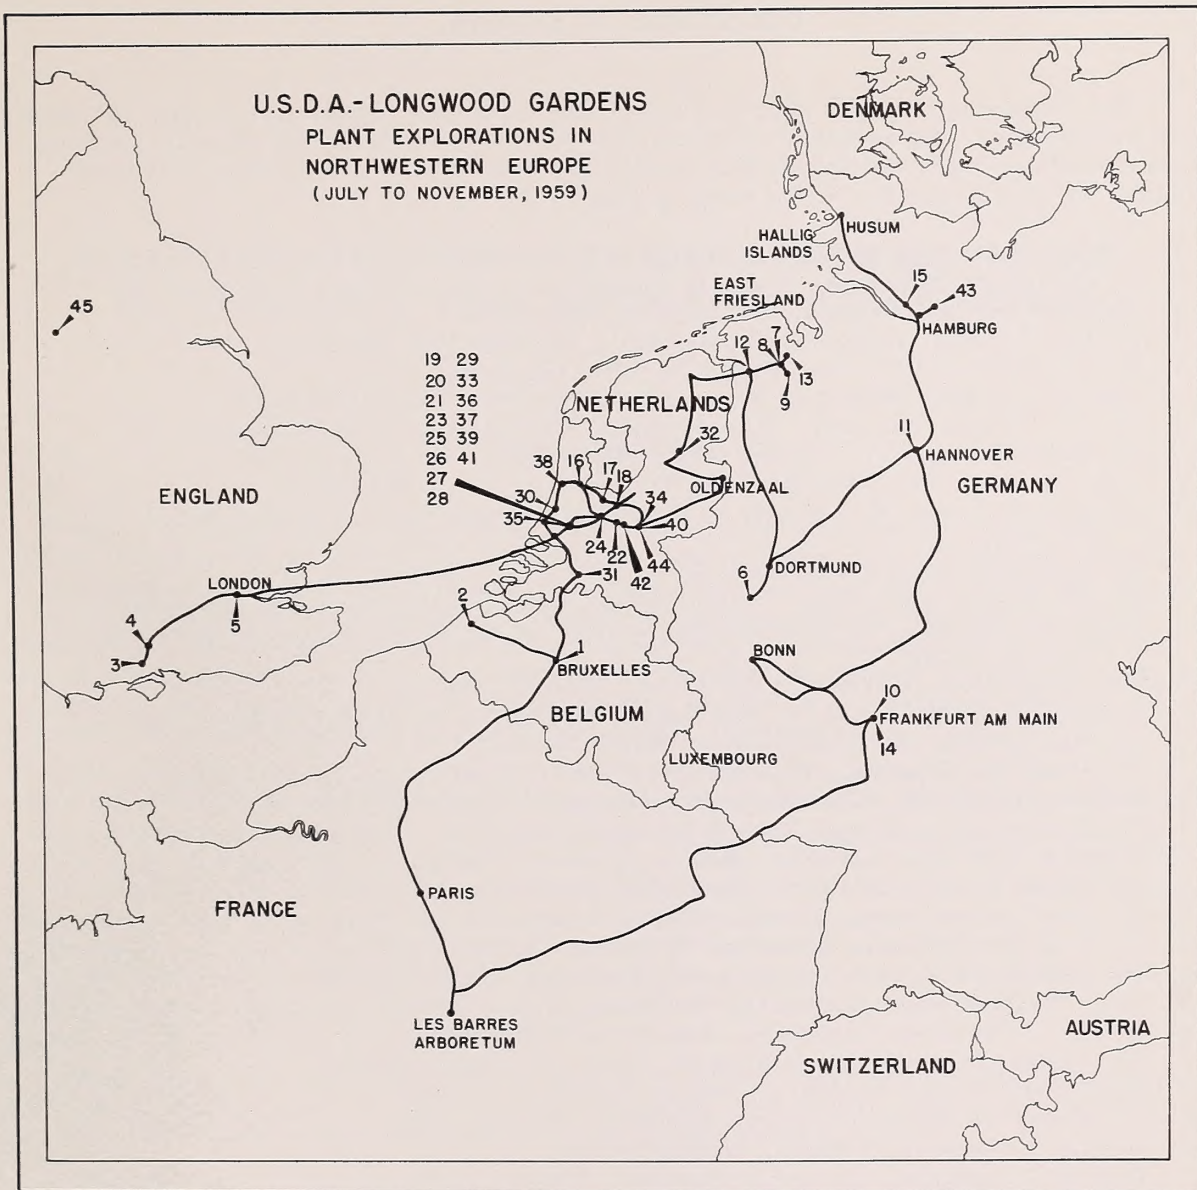 U.S.D.A.-LONGWOOD GARDENS
PLANT EXPLORATIONS IN
NORTHWESTERN EUROPE
(JULY TO NOVEMBER, 1959)
DENMARK
HUSUM
HALLIG
ISLANDS
15
43
EAST
FRIESLAND
HAMBURG
45
12
8
7
13
9
19 29
20 33
21 36
23 37
25 39
26 41
27
28
NETHERLANDS
32
11
HANNOVER
38
16
17
18
OLDENZAAL
GERMANY
ENGLAND
30
34
35
40
24
22
44
42
31
DORTMUND
6
LONDON
5
4
3
2
1
BRUXELLES
BONN
BELGIUM
10
FRANKFURT AM MAIN
14
LUXEMBOURG
PARIS
FRANCE
LES BARRES
ARBORETUM
AUSTRIA
SWITZERLAND